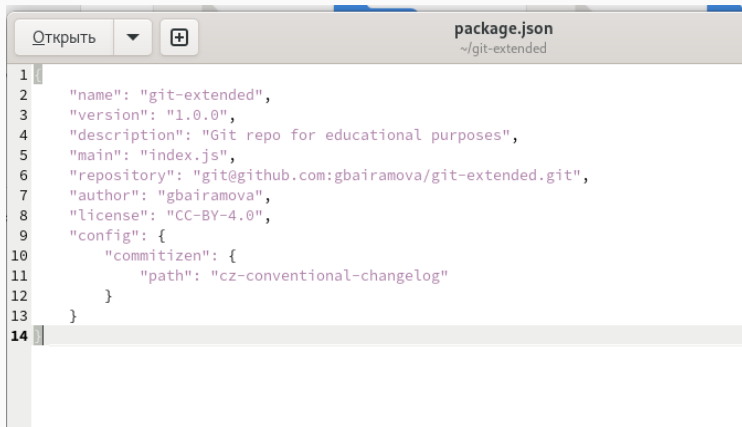 Открыть
package.json
~/git-extended
1 {
2     "name": "git-extended",
3     "version": "1.0.0",
4     "description": "Git repo for educational purposes",
5     "main": "index.js",
6     "repository": "git@github.com:gbairamova/git-extended.git",
7     "author": "gbairamova",
8     "license": "CC-BY-4.0",
9     "config": {
10         "commitizen": {
11             "path": "cz-conventional-changelog"
12         }
13     }
14 }